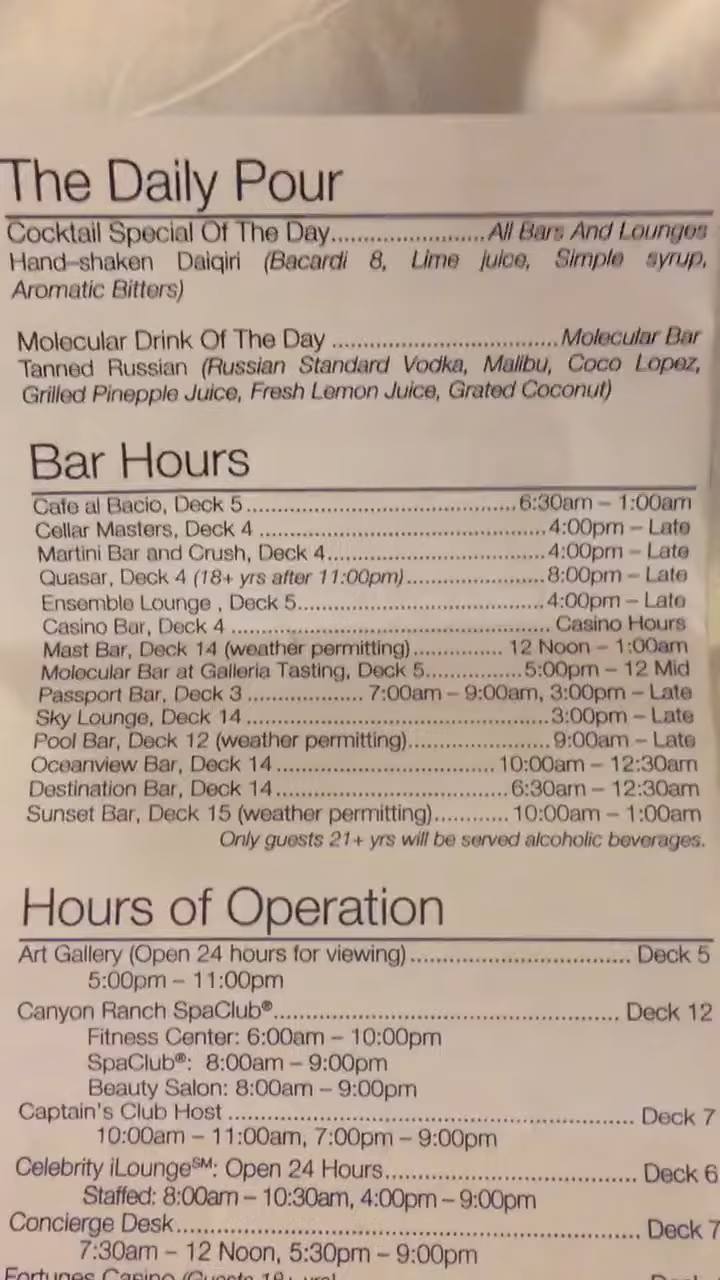 The Daily Pour
Cocktail Special Of The Day........................All Bars And Lounges
Hand-shaken Daiqiri (Bacardi 8, Lime juice, Simple syrup,
Aromatic Bitters)
Molecular Drink Of The Day ...................................Molecular Bar
Tanned Russian (Russian Standard Vodka, Malibu, Coco Lopez,
Grilled Pinepple Juice, Fresh Lemon Juice, Grated Coconut)
Bar Hours
Cafe al Bacio, Deck 5...........................................6:30am – 1:00am
Cellar Masters, Deck 4 .............................................4:00pm – Late
Martini Bar and Crush, Deck 4...................................4:00pm – Late
Quasar, Deck 4 (18+ yrs after 11:00pm)......................8:00pm – Late
Ensemble Lounge , Deck 5.......................................4:00pm – Late
Casino Bar, Deck 4 ................................................... Casino Hours
Mast Bar, Deck 14 (weather permitting).............. 12 Noon – 1:00am
Molecular Bar at Galleria Tasting, Deck 5...............5:00pm – 12 Mid
Passport Bar, Deck 3 ................... 7:00am – 9:00am, 3:00pm – Late
Sky Lounge, Deck 14................................................3:00pm – Late
Pool Bar, Deck 12 (weather permitting).......................9:00am – Late
Oceanview Bar, Deck 14................................... 10:00am – 12:30am
Destination Bar, Deck 14.....................................6:30am – 12:30am
Sunset Bar, Deck 15 (weather permitting)............ 10:00am – 1:00am
Only guests 21+ yrs will be served alcoholic beverages.
Hours of Operation
Art Gallery (Open 24 hours for viewing)................................... Deck 5
5:00pm – 11:00pm
Canyon Ranch SpaClub®....................................................... Deck 12
Fitness Center: 6:00am – 10:00pm
SpaClub®: 8:00am – 9:00pm
Beauty Salon: 8:00am – 9:00pm
Captain's Club Host ................................................................ Deck 7
10:00am – 11:00am, 7:00pm – 9:00pm
Celebrity iLounge℠: Open 24 Hours........................................ Deck 6
Staffed: 8:00am – 10:30am, 4:00pm – 9:00pm
Concierge Desk......................................................................... Deck 7
7:30am – 12 Noon, 5:30pm – 9:00pm
Fortunes Casino (Guests 18+ yrs)